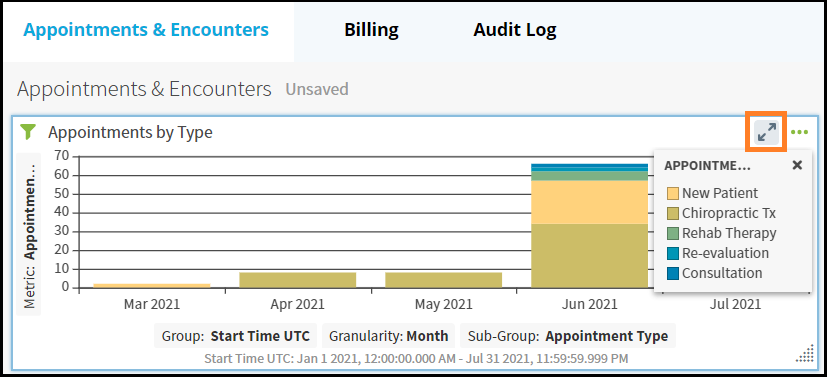 Appointments & Encounters Billing Audit Log
Appointments & Encounters Unsaved
Appointments by Type
APPOINTME...
New Patient
Chiropractic Tx
Rehab Therapy
Re-evaluation
Consultation
Metric: Appointmen...
70
60
50
40
30
20
10
0
Mar 2021 Apr 2021 May 2021 Jun 2021 Jul 2021
Group: Start Time UTC Granularity: Month Sub-Group: Appointment Type
Start Time UTC: Jan 1 2021, 12:00:00.000 AM - Jul 31 2021, 11:59:59.999 PM